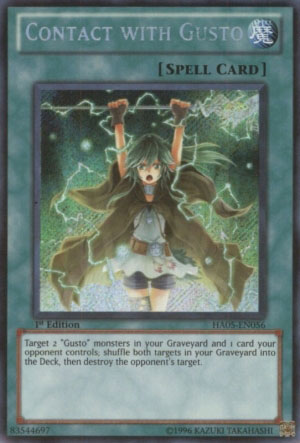 CONTACT WITH GUSTO 魔
[SPELL CARD]
1st Edition HA05-EN056
Target 2 "Gusto" monsters in your Graveyard and 1 card your
opponent controls; shuffle both targets in your Graveyard into
the Deck, then destroy the opponent's target.
83544697 ©1996 KAZUKI TAKAHASHI